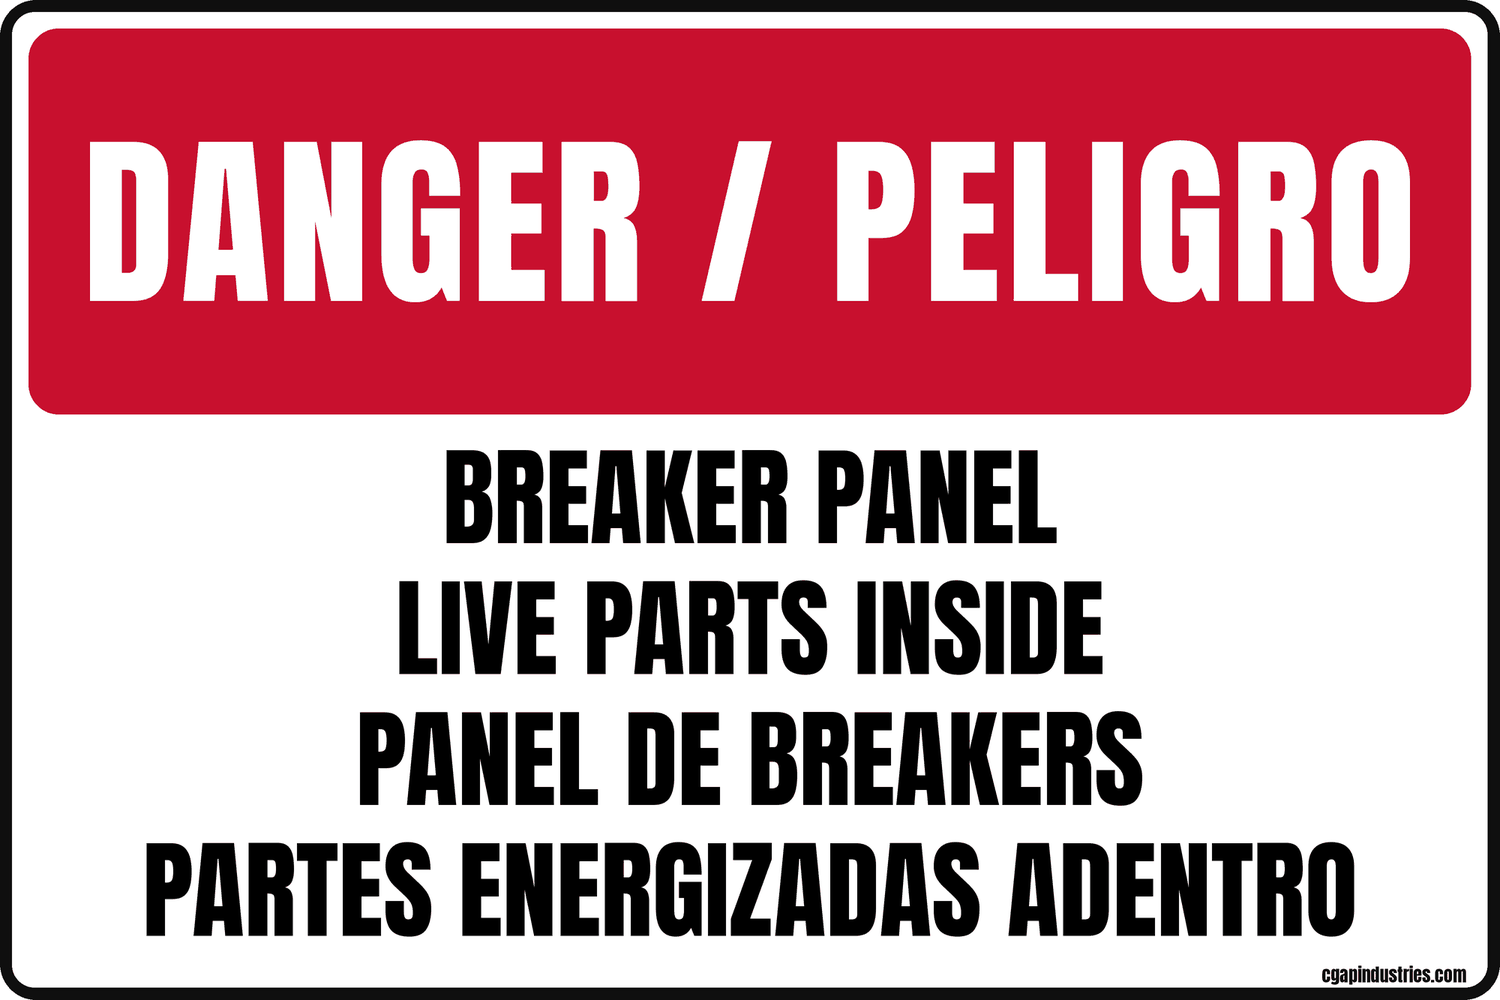 DANGER / PELIGRO
BREAKER PANEL
LIVE PARTS INSIDE
PANEL DE BREAKERS
PARTES ENERGIZADAS ADENTRO
cgapindustries.com